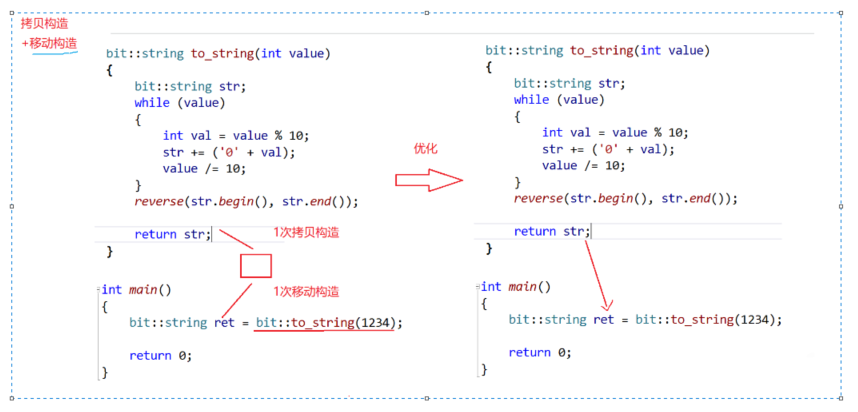 拷贝构造
+移动构造
bit::string to_string(int value)
{
bit::string str;
while (value)
{
int val = value % 10;
str += ('0' + val);
value /= 10;
}
reverse(str.begin(), str.end());
return str;
}
1次拷贝构造
1次移动构造
int main()
{
bit::string ret = bit::to_string(1234);
return 0;
}
优化
bit::string to_string(int value)
{
bit::string str;
while (value)
{
int val = value % 10;
str += ('0' + val);
value /= 10;
}
reverse(str.begin(), str.end());
return str;
}
int main()
{
bit::string ret = bit::to_string(1234);
return 0;
}